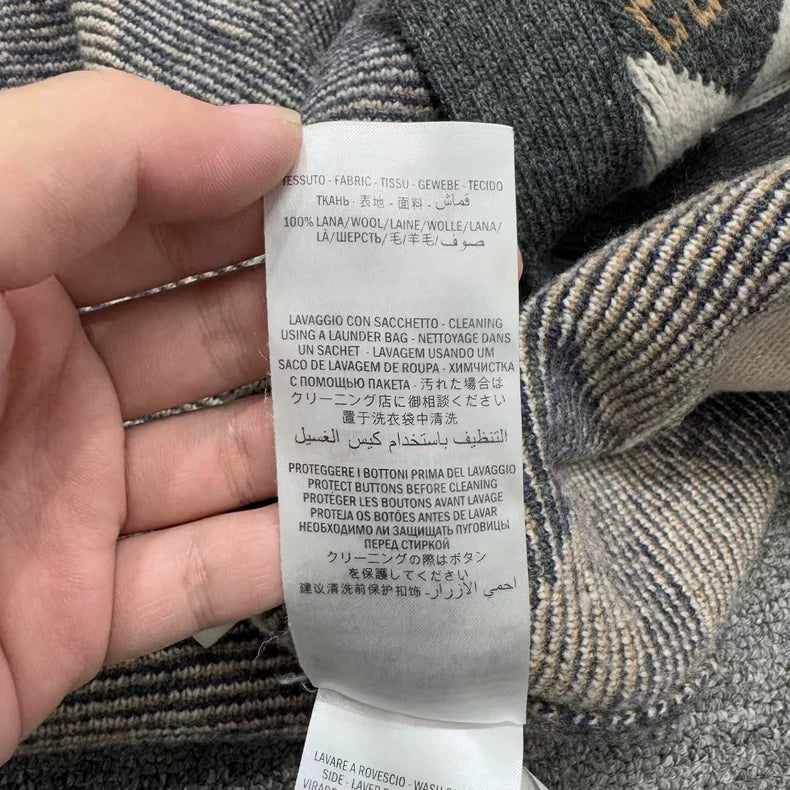 TESSUTO - FABRIC - TISSU - GEWEBE - TECIDO
ТКАНЬ - 表地 - 面料 - قماش
100% LANA/WOOL/LAINE/WOLLE/LANA/
LÃ/ШЕРСТЬ/毛/羊毛/صوف
LAVAGGIO CON SACCHETTO - CLEANING
USING A LAUNDER BAG - NETTOYAGE DANS
UN SACHET - LAVAGEM USANDO UM
SACO DE LAVAGEM DE ROUPA - ХИМЧИСТКА
С ПОМОЩЬЮ ПАКЕТА - 汚れた場合は
クリーニング店に御相談ください
置于洗衣袋中清洗
التنظيف باستخدام كيس الغسيل
PROTEGGERE I BOTTONI PRIMA DEL LAVAGGIO
PROTECT BUTTONS BEFORE CLEANING
PROTÉGER LES BOUTONS AVANT LAVAGE
PROTEJA OS BOTÕES ANTES DE LAVAR
НЕОБХОДИМО ЛИ ЗАЩИЩАТЬ ПУГОВИЦЫ
ПЕРЕД СТИРКОЙ
クリーニングの際はボタン
を保護してください
建议清洗前保护扣饰 - احمي الأزرار
LAVARE A ROVESCIO - WASH
SIDE - LAVER